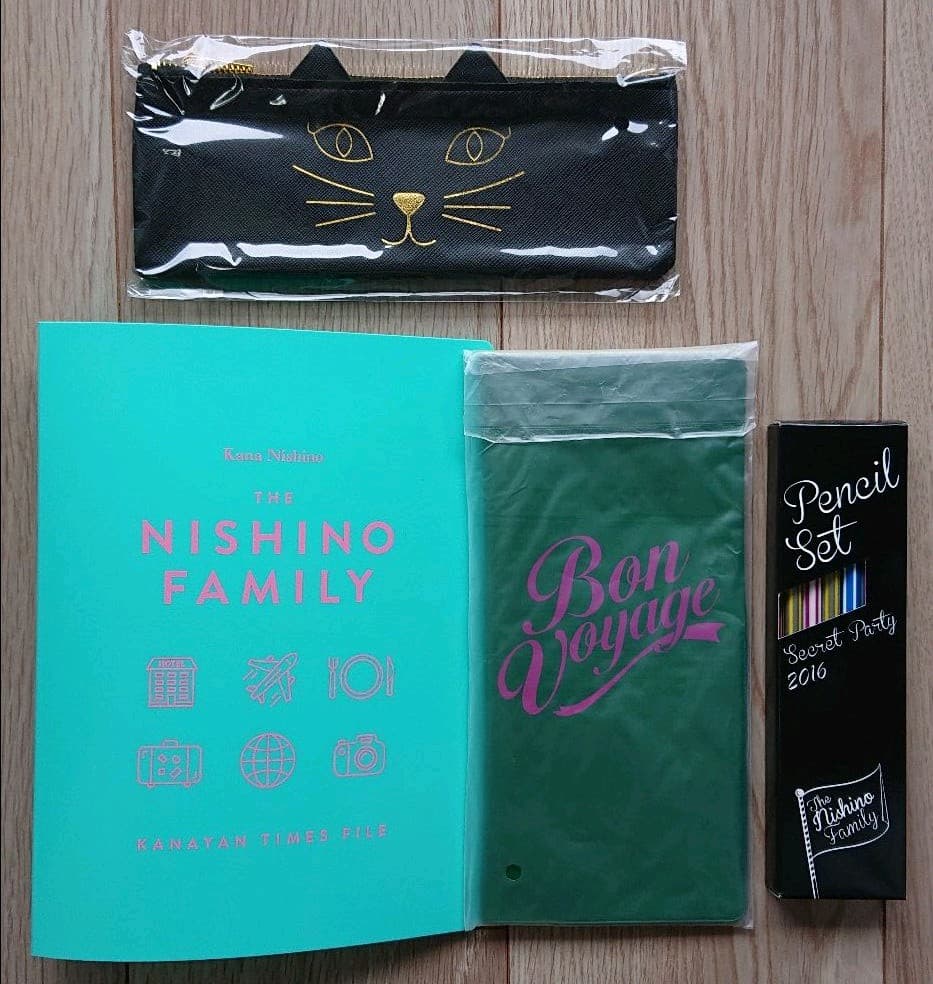 Kana Nishino
THE
NISHINO
FAMILY
HOTEL
KANAYAN TIMES FILE
Bon
Voyage
Pencil
Set
Secret Party
2016
The
Nishino
Family